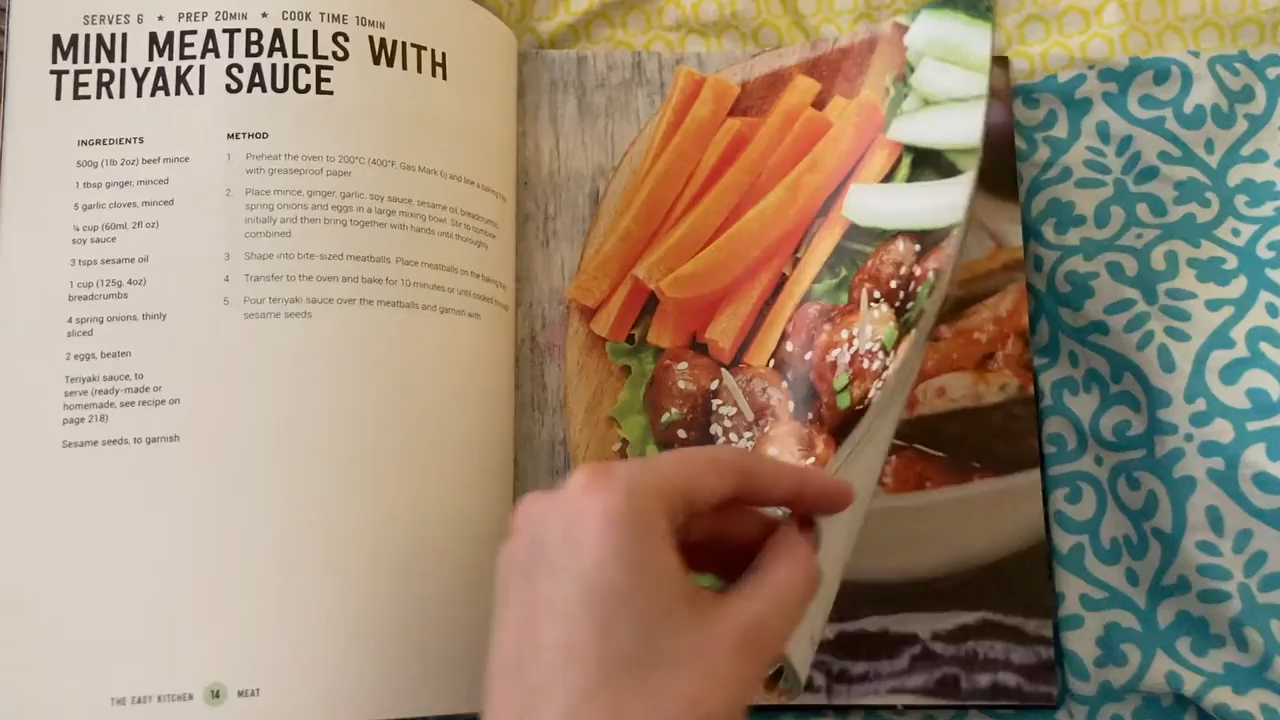 SERVES 6 ★ PREP 20MIN ★ COOK TIME 10MIN
MINI MEATBALLS WITH
TERIYAKI SAUCE
INGREDIENTS
500g (1lb 2oz) beef mince
1 tbsp ginger, minced
5 garlic cloves, minced
¼ cup (60ml, 2fl oz)
soy sauce
3 tsps sesame oil
1 cup (125g, 4oz)
breadcrumbs
4 spring onions, thinly
sliced
2 eggs, beaten
Teriyaki sauce, to
serve (ready-made or
homemade, see recipe on
page 218)
Sesame seeds, to garnish
METHOD
1. Preheat the oven to 200°C (400°F, Gas Mark 6) and line a baking tray
with greaseproof paper.
2. Place mince, ginger, garlic, soy sauce, sesame oil, breadcrumbs,
spring onions and eggs in a large mixing bowl. Stir to combine
initially and then bring together with hands until thoroughly
combined.
3. Shape into bite-sized meatballs. Place meatballs on the baking tray.
4. Transfer to the oven and bake for 10 minutes or until cooked through.
5. Pour teriyaki sauce over the meatballs and garnish with
sesame seeds.
THE EASY KITCHEN 14 MEAT